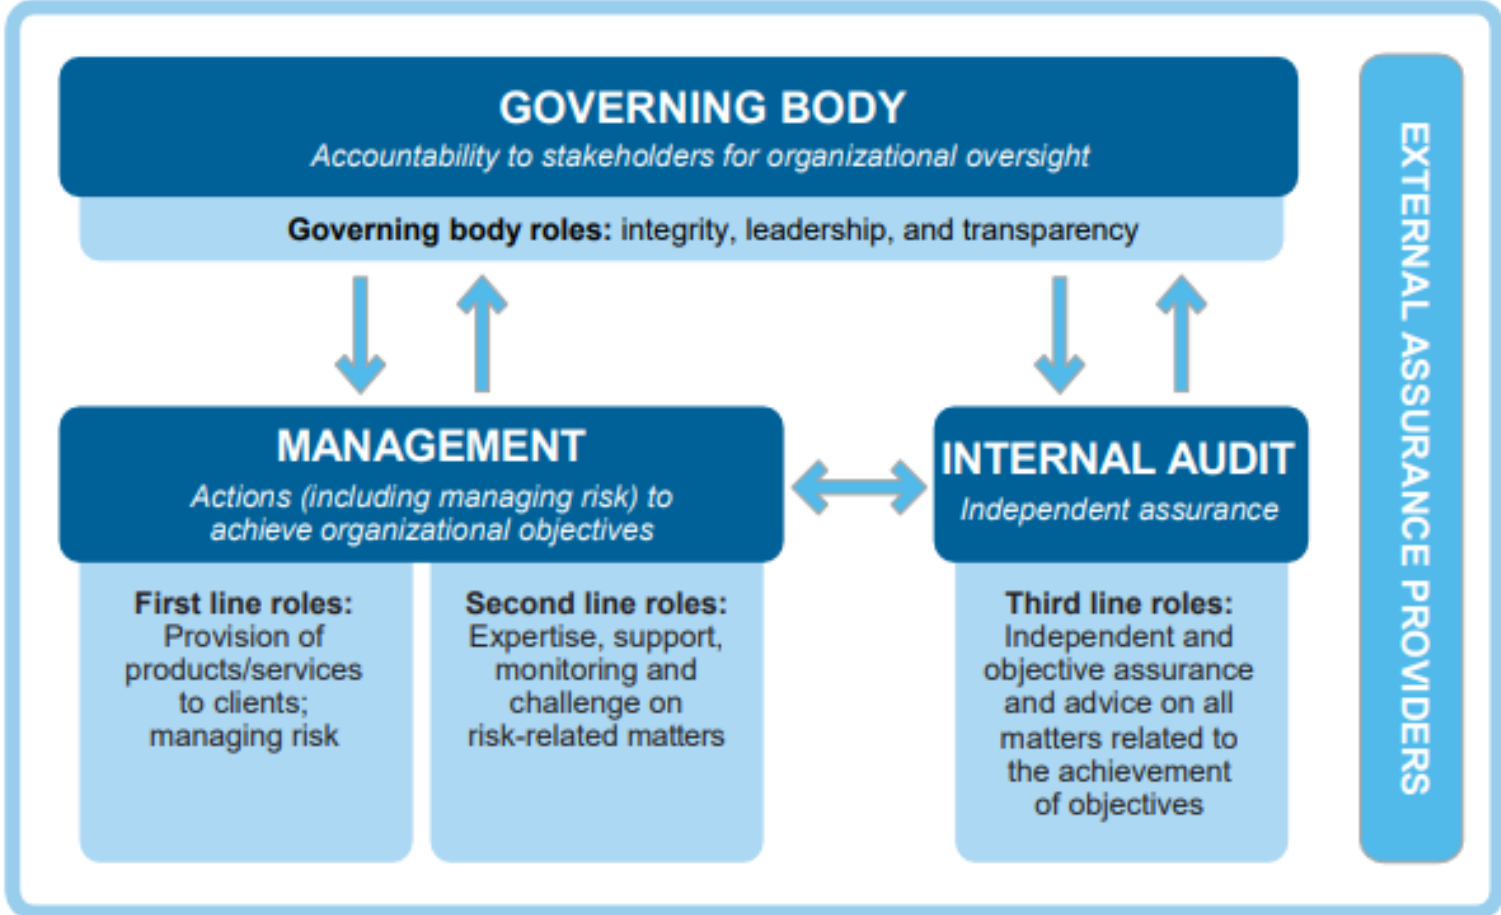 GOVERNING BODY
Accountability to stakeholders for organizational oversight
Governing body roles: integrity, leadership, and transparency
MANAGEMENT
Actions (including managing risk) to
achieve organizational objectives
First line roles:
Provision of
products/services
to clients;
managing risk
Second line roles:
Expertise, support,
monitoring and
challenge on
risk-related matters
INTERNAL AUDIT
Independent assurance
Third line roles:
Independent and
objective assurance
and advice on all
matters related to
the achievement
of objectives
EXTERNAL ASSURANCE PROVIDERS